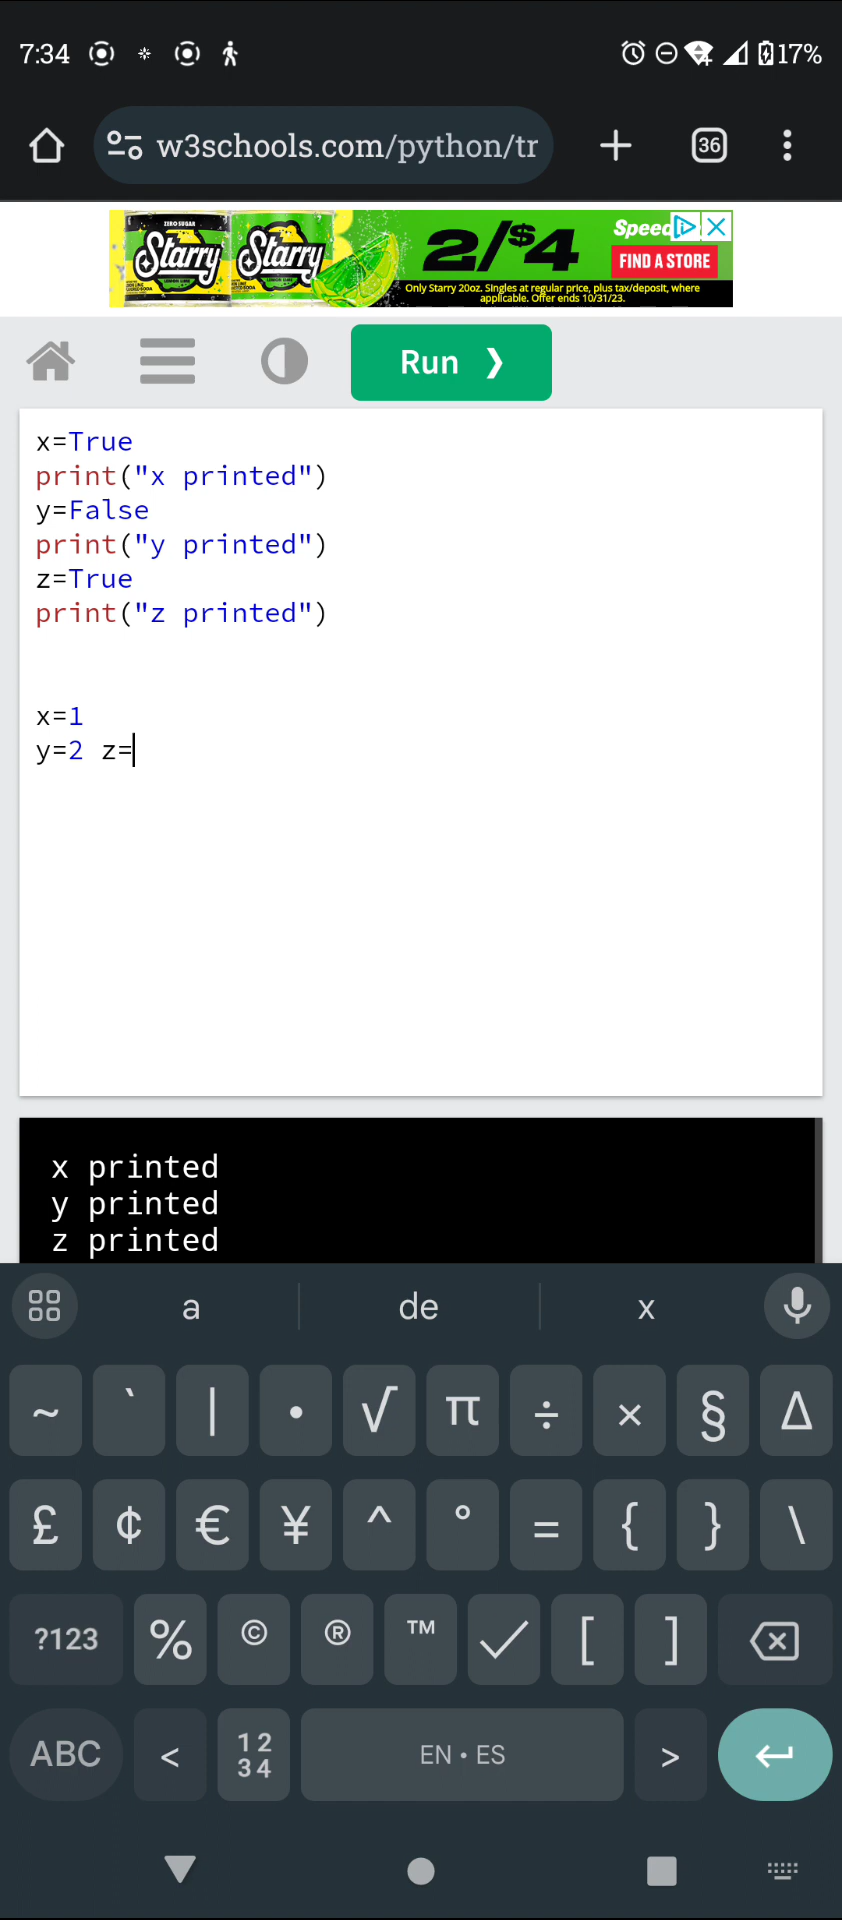 7:34 17%
w3schools.com/python/tr 36
ZERO SUGAR
Starry Starry 2/$4 Speed
FIND A STORE
Only Starry 20oz. Singles at regular price, plus tax/deposit, where
applicable. Offer ends 10/31/23.
Run ❯
x=True
print("x printed")
y=False
print("y printed")
z=True
print("z printed")
x=1
y=2 z=
x printed
y printed
z printed
a de x
~ ` | • √ π ÷ × § Δ
£ ¢ € ¥ ^ ° = { } \
?123 % © ® ™ ✓ [ ]
ABC < 12 34 EN • ES >